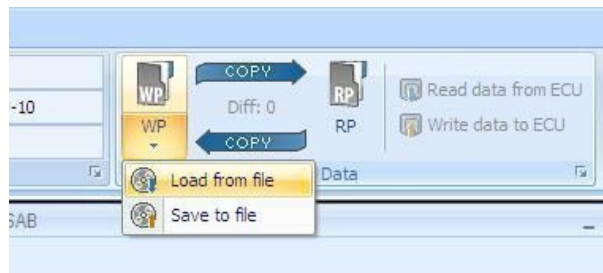 COPY
WP
RP
Read data from ECU
-10
Diff: 0
WP
RP
Write data to ECU
COPY
Load from file
Data
Save to file
SAB